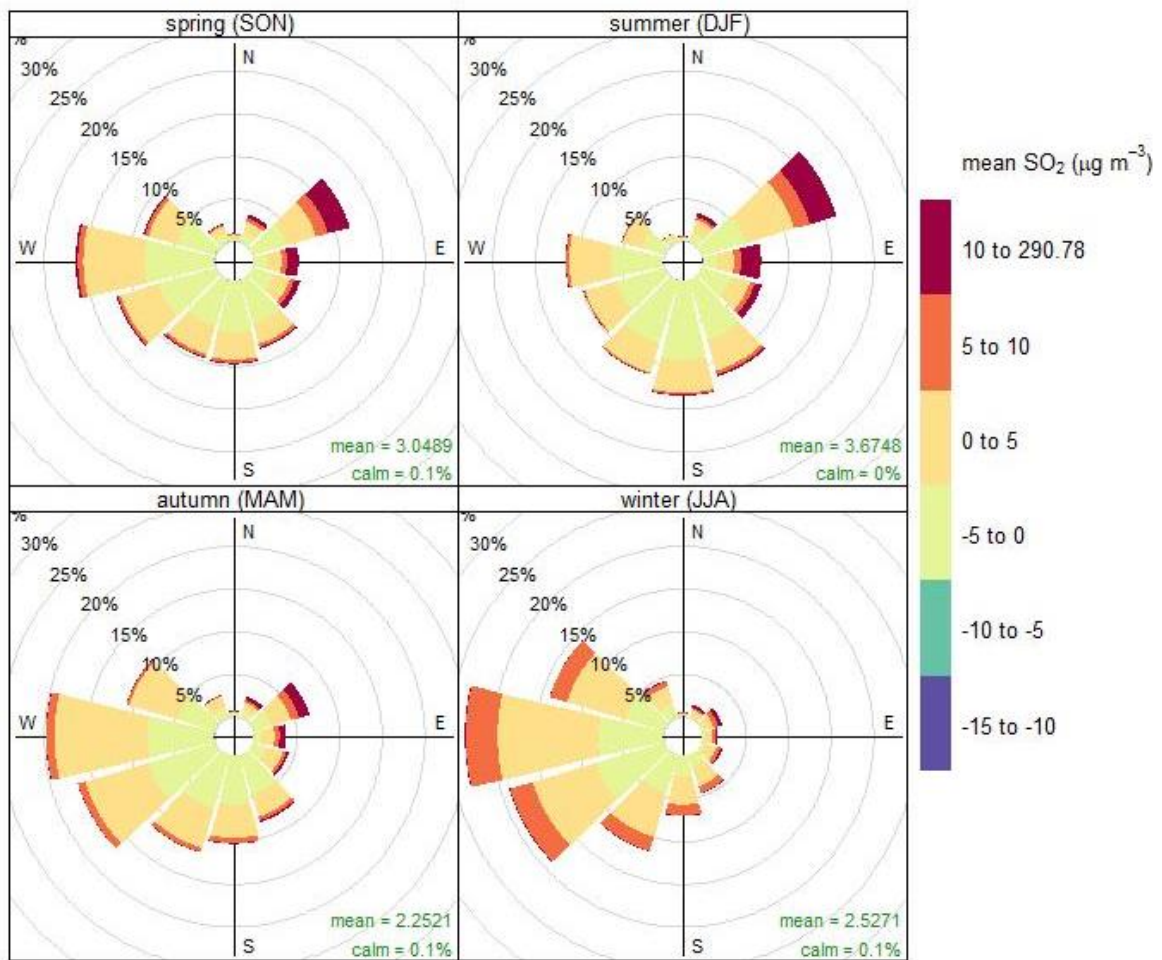 spring (SON)
%
30%
25%
20%
15%
10%
5%
N
W
E
S
mean = 3.0489
calm = 0.1%
summer (DJF)
%
30%
25%
20%
15%
10%
5%
N
W
E
S
mean = 3.6748
calm = 0%
autumn (MAM)
%
30%
25%
20%
15%
10%
5%
N
W
E
S
mean = 2.2521
calm = 0.1%
winter (JJA)
%
30%
25%
20%
15%
10%
5%
N
W
E
S
mean = 2.5271
calm = 0.1%
mean SO₂ (μg m⁻³)
10 to 290.78
5 to 10
0 to 5
-5 to 0
-10 to -5
-15 to -10